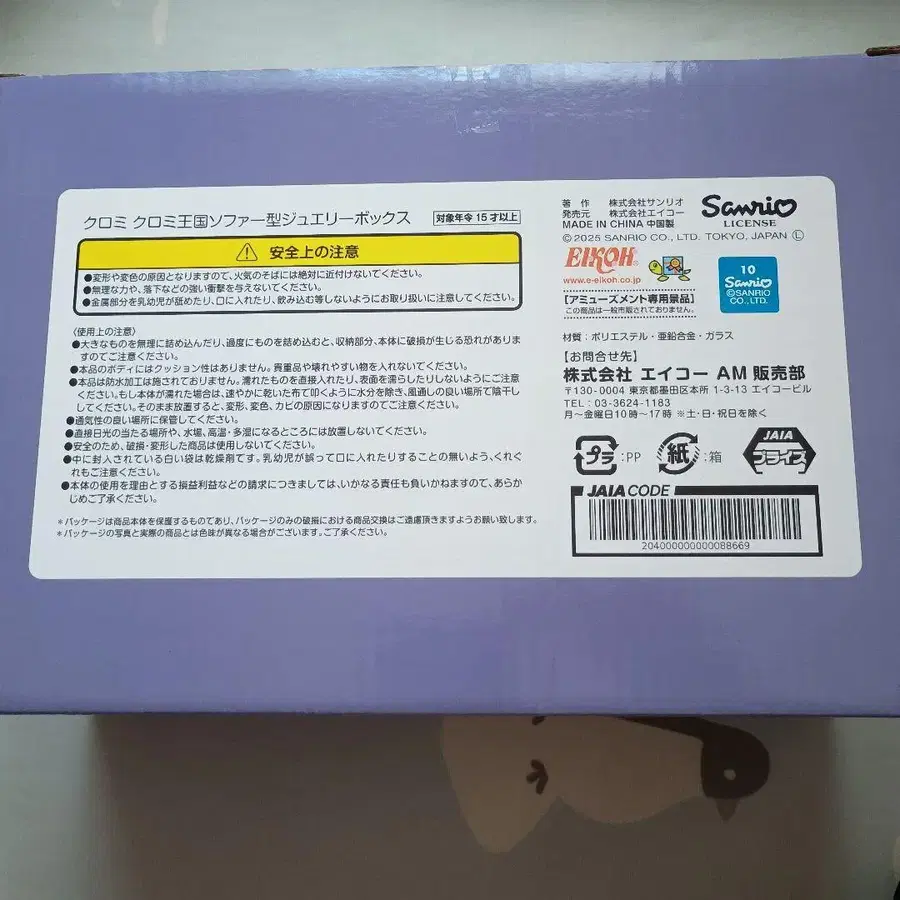 クロミ クロミ王国ソファー型ジュエリーボックス
対象年令 15才以上
安全上の注意
●変形や変色の原因となりますので、火気のそばには絶対に近付けないでください。
●無理な力や、落下などの強い衝撃を与えないでください。
●金属部分を乳幼児が舐めたり、口に入れたり、飲み込む等しないようにお取り扱いに注意してください。
〈使用上の注意〉
●大きなものを無理に詰め込んだり、過度にものを詰め込むと、収納部分、本体に破損が生じる恐れがありま
すのでご注意ください。
●本品のボディにはクッション性はありません。貴重品や壊れやすい物を入れないでください。
●本品は防水加工は施されておりません。濡れたものを直接入れたり、表面を濡らしたりしないようにご注意
ください。もし本体が濡れた場合は、速やかに乾いた布で叩くように水分を除き、風通しの良い場所で陰干し
してください。そのまま放置すると、変形、変色、カビの原因になりますのでご注意ください。
●通気性の良い場所に保管してください。
●直接日光の当たる場所や、水場、高温・多湿になるところには放置しないでください。
●安全のため、破損・変形した商品は使用しないでください。
●中に封入されている白い袋は乾燥剤です。乳幼児が誤って口に入れたりすることの無いよう、くれぐ
れもご注意ください。
●本体の使用を理由とする損益利益などの請求につきましては、いかなる責任も負いかねますので、あらか
じめご了承ください。
*パッケージは商品本体を保護するものであり、パッケージのみの破損における商品交換はご遠慮頂きますようお願い致します。
*パッケージの写真と実際の商品とは色味が異なる場合がございます。ご了承ください。
著 作 株式会社サンリオ
発売元 株式会社エイコー
MADE IN CHINA 中国製
Sanrio
LICENSE
© 2025 SANRIO CO., LTD. TOKYO, JAPAN Ⓛ
EIKOH
www.e-eikoh.co.jp
10
Sanrio
©SANRIO
CO.,LTD.
【アミューズメント専用景品】
この商品は一般市販されておりません。
材質：ポリエステル・亜鉛合金・ガラス
【お問合せ先】
株式会社 エイコー AM 販売部
〒130-0004 東京都墨田区本所 1-3-13 エイコービル
TEL：03-3624-1183
月～金曜日10時～17時 ※土・日・祝日を除く
プラ :PP
紙 :箱
JAIA
プライズ
JAIA CODE
204000000000088669